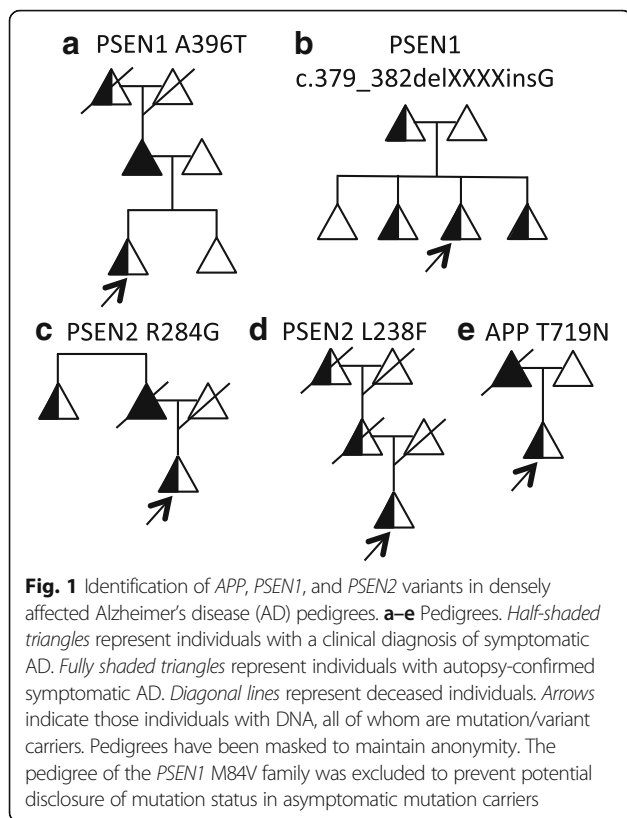 a PSEN1 A396T
b PSEN1
c.379_382delXXXXinsG
c PSEN2 R284G
d PSEN2 L238F
e APP T719N
Fig. 1 Identification of APP, PSEN1, and PSEN2 variants in densely
affected Alzheimer's disease (AD) pedigrees. a–e Pedigrees. Half-shaded
triangles represent individuals with a clinical diagnosis of symptomatic
AD. Fully shaded triangles represent individuals with autopsy-confirmed
symptomatic AD. Diagonal lines represent deceased individuals. Arrows
indicate those individuals with DNA, all of whom are mutation/variant
carriers. Pedigrees have been masked to maintain anonymity. The
pedigree of the PSEN1 M84V family was excluded to prevent potential
disclosure of mutation status in asymptomatic mutation carriers